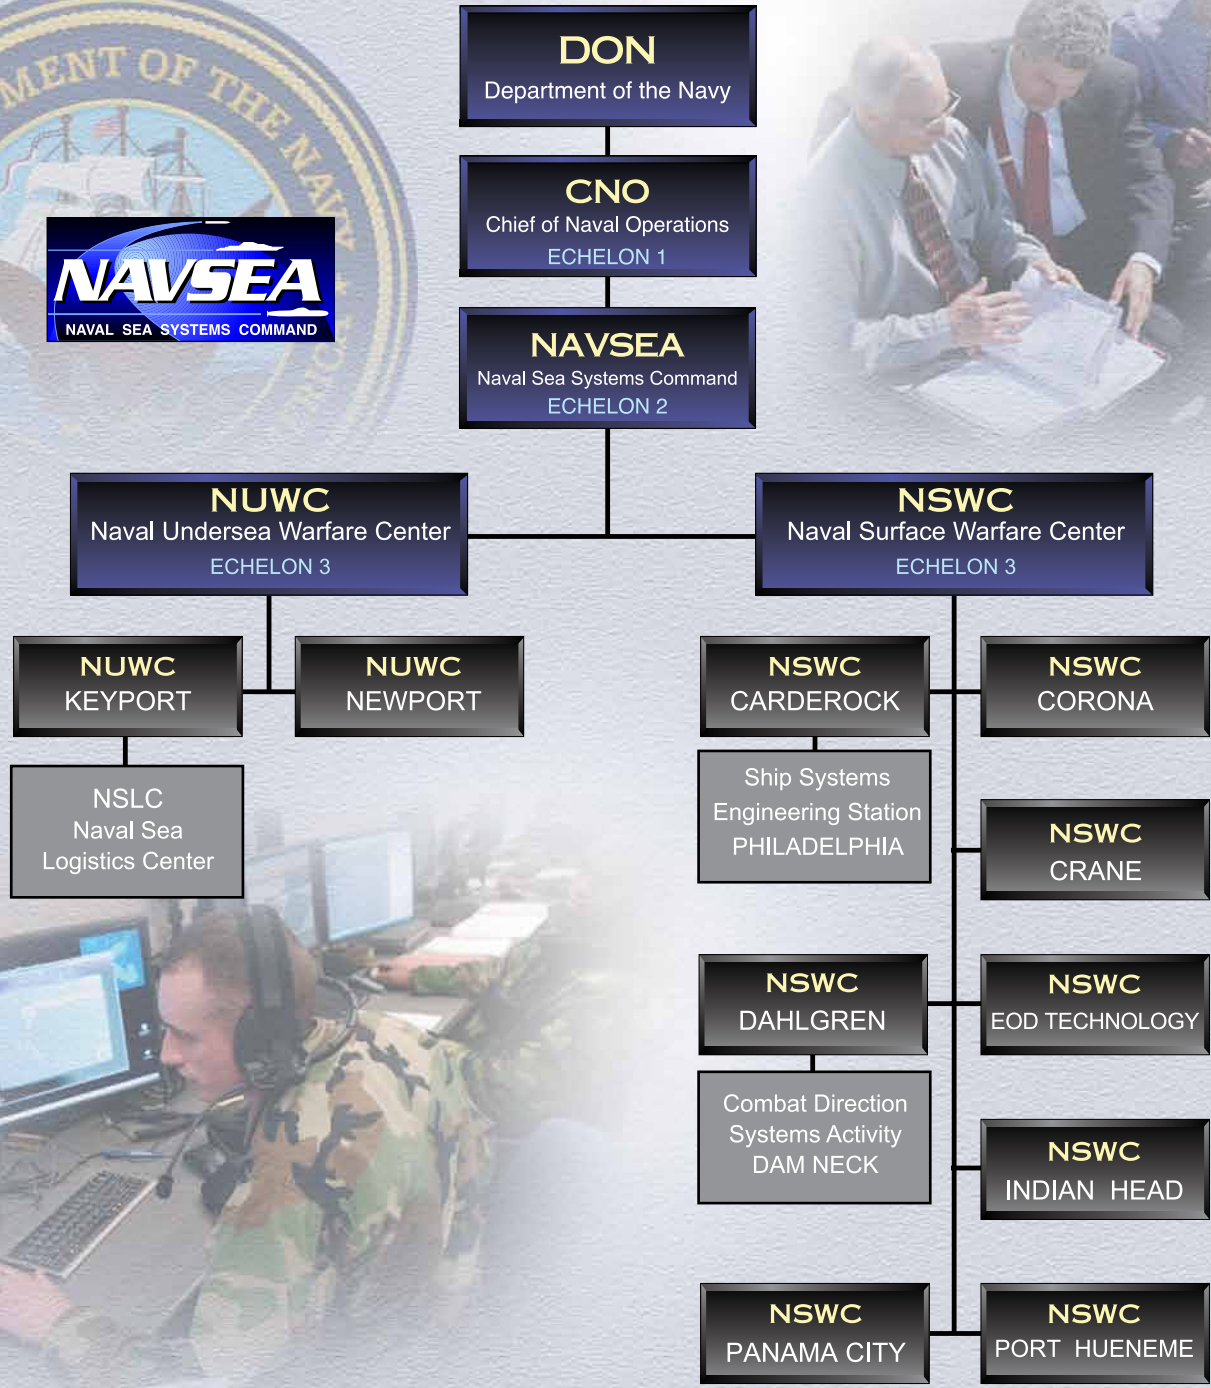 DON
Department of the Navy
CNO
Chief of Naval Operations
ECHELON 1
NAVSEA
NAVAL SEA SYSTEMS COMMAND
NAVSEA
Naval Sea Systems Command
ECHELON 2
MENT OF THE NAVY
NUWC
Naval Undersea Warfare Center
ECHELON 3
NSWC
Naval Surface Warfare Center
ECHELON 3
NUWC
KEYPORT
NUWC
NEWPORT
NSLC
Naval Sea
Logistics Center
NSWC
CARDEROCK
NSWC
CORONA
Ship Systems
Engineering Station
PHILADELPHIA
NSWC
CRANE
NSWC
DAHLGREN
NSWC
EOD TECHNOLOGY
Combat Direction
Systems Activity
DAM NECK
NSWC
INDIAN HEAD
NSWC
PANAMA CITY
NSWC
PORT HUENEME